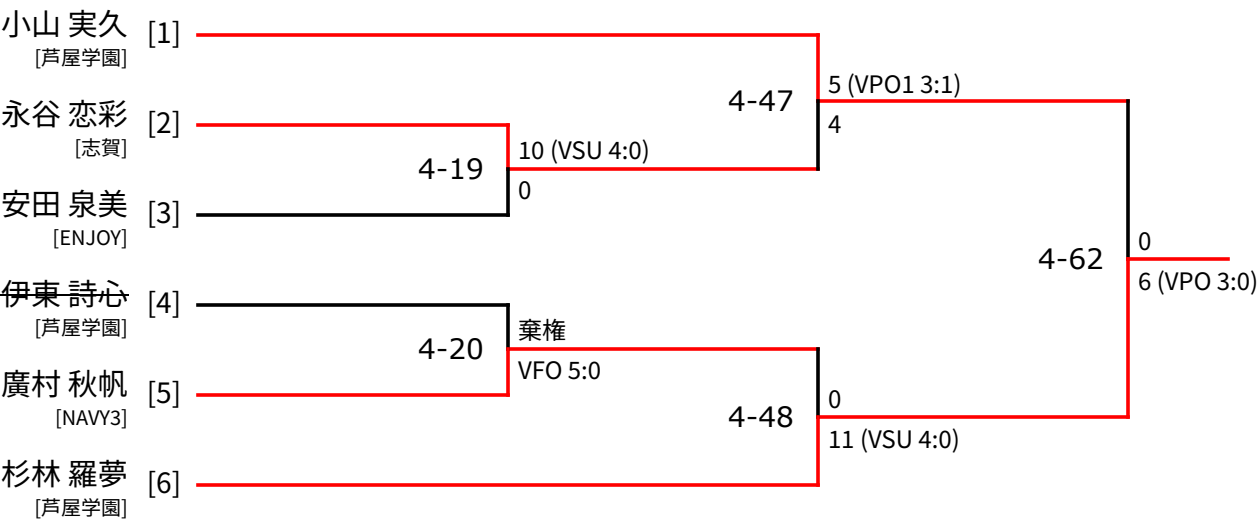 小山 実久 [1]
[芦屋学園]
5 (VPO1 3:1)
4-47
4
永谷 恋彩 [2]
[志賀]
10 (VSU 4:0)
4-19
0
安田 泉美 [3]
[ENJOY]
0
4-62
6 (VPO 3:0)
伊東 詩心 [4]
[芦屋学園]
棄権
4-20
VFO 5:0
廣村 秋帆 [5]
[NAVY3]
0
4-48
11 (VSU 4:0)
杉林 羅夢 [6]
[芦屋学園]